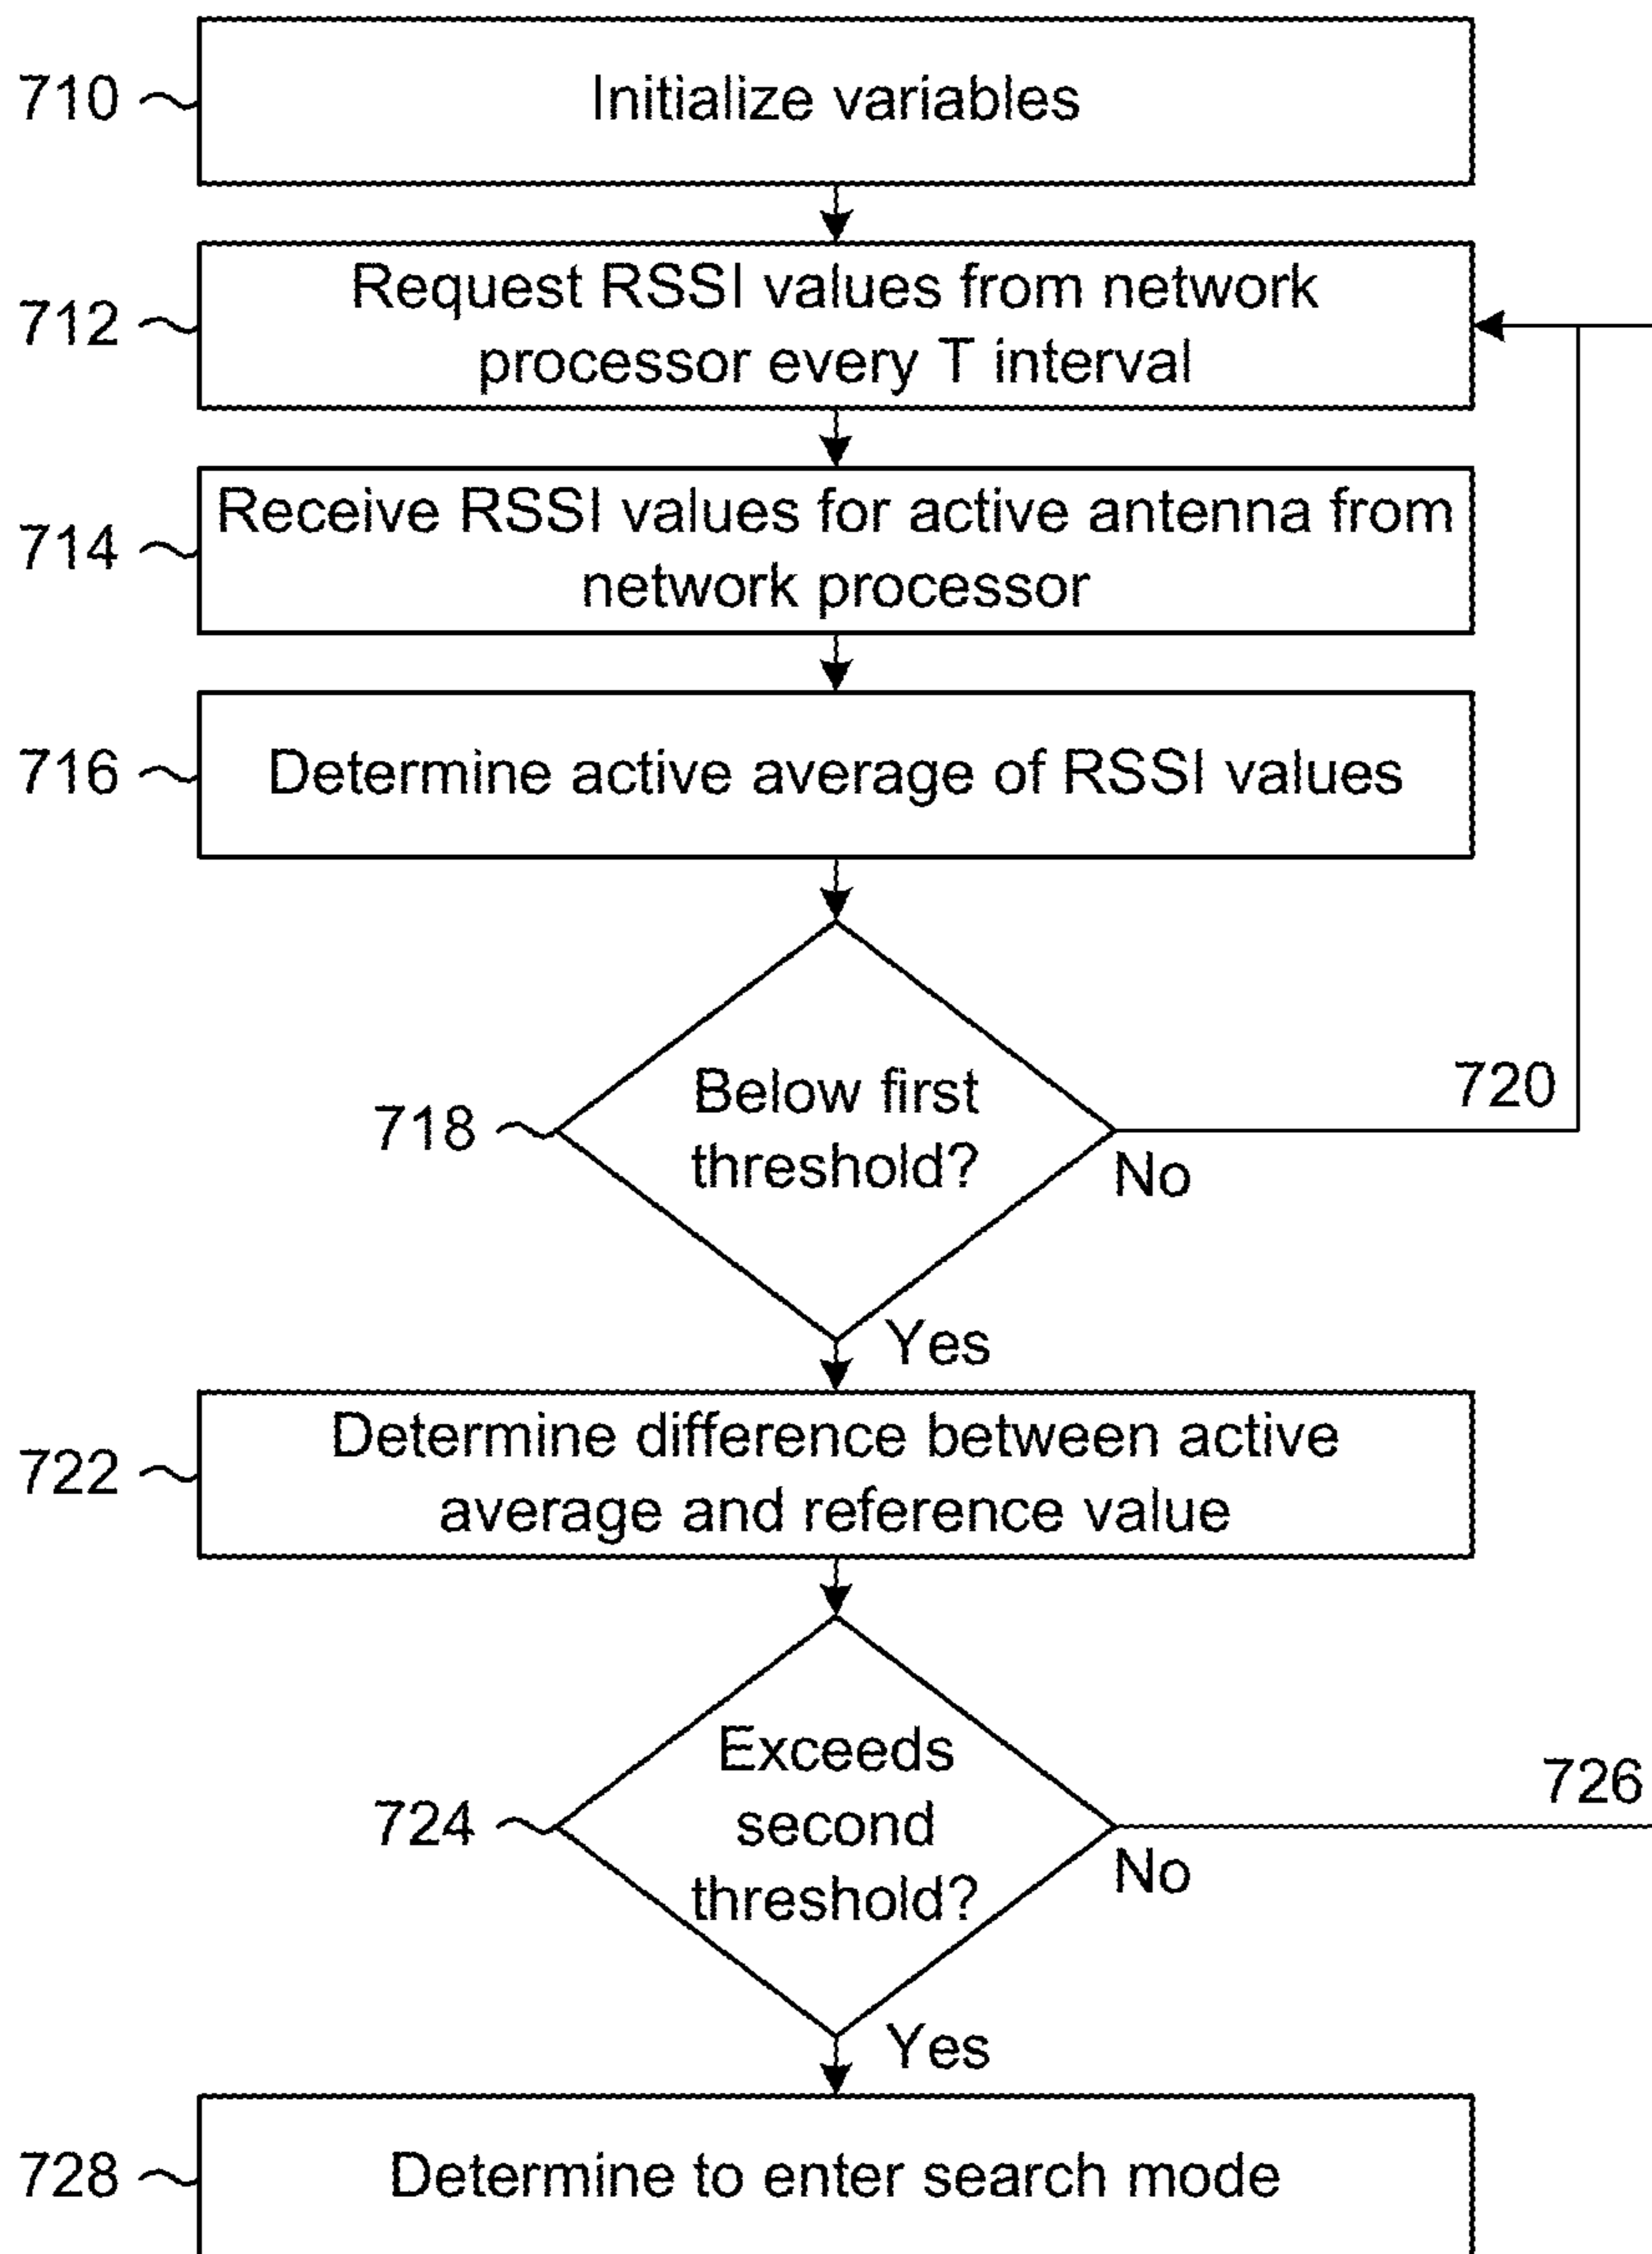 710
Initialize variables
712
Request RSSI values from network
processor every T interval
714
Receive RSSI values for active antenna from
network processor
716
Determine active average of RSSI values
718
Below first
threshold?
720
No
Yes
722
Determine difference between active
average and reference value
724
Exceeds
second
threshold?
726
No
Yes
728
Determine to enter search mode